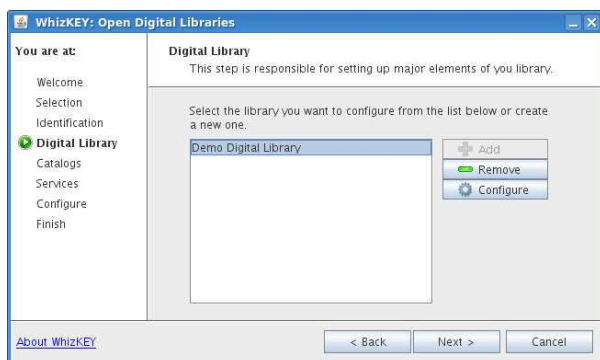 WhizKEY: Open Digital Libraries
You are at:
Welcome
Selection
Identification
Digital Library
Catalogs
Services
Configure
Finish
Digital Library
This step is responsible for setting up major elements of you library.
Select the library you want to configure from the list below or create
a new one.
Demo Digital Library
Add
Remove
Configure
About WhizKEY
< Back
Next >
Cancel